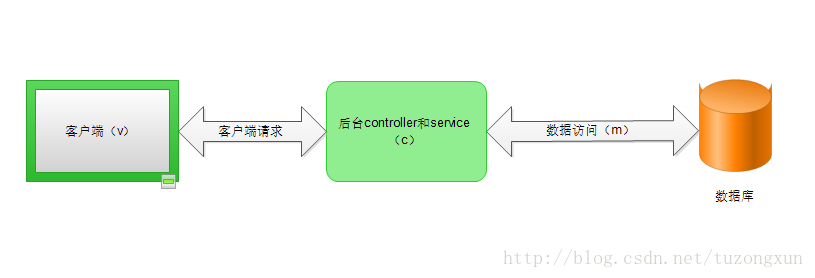 客户端（v）
客户端请求
后台controller和service
（c）
数据访问（m）
数据库
http://blog.csdn.net/tuzongxun